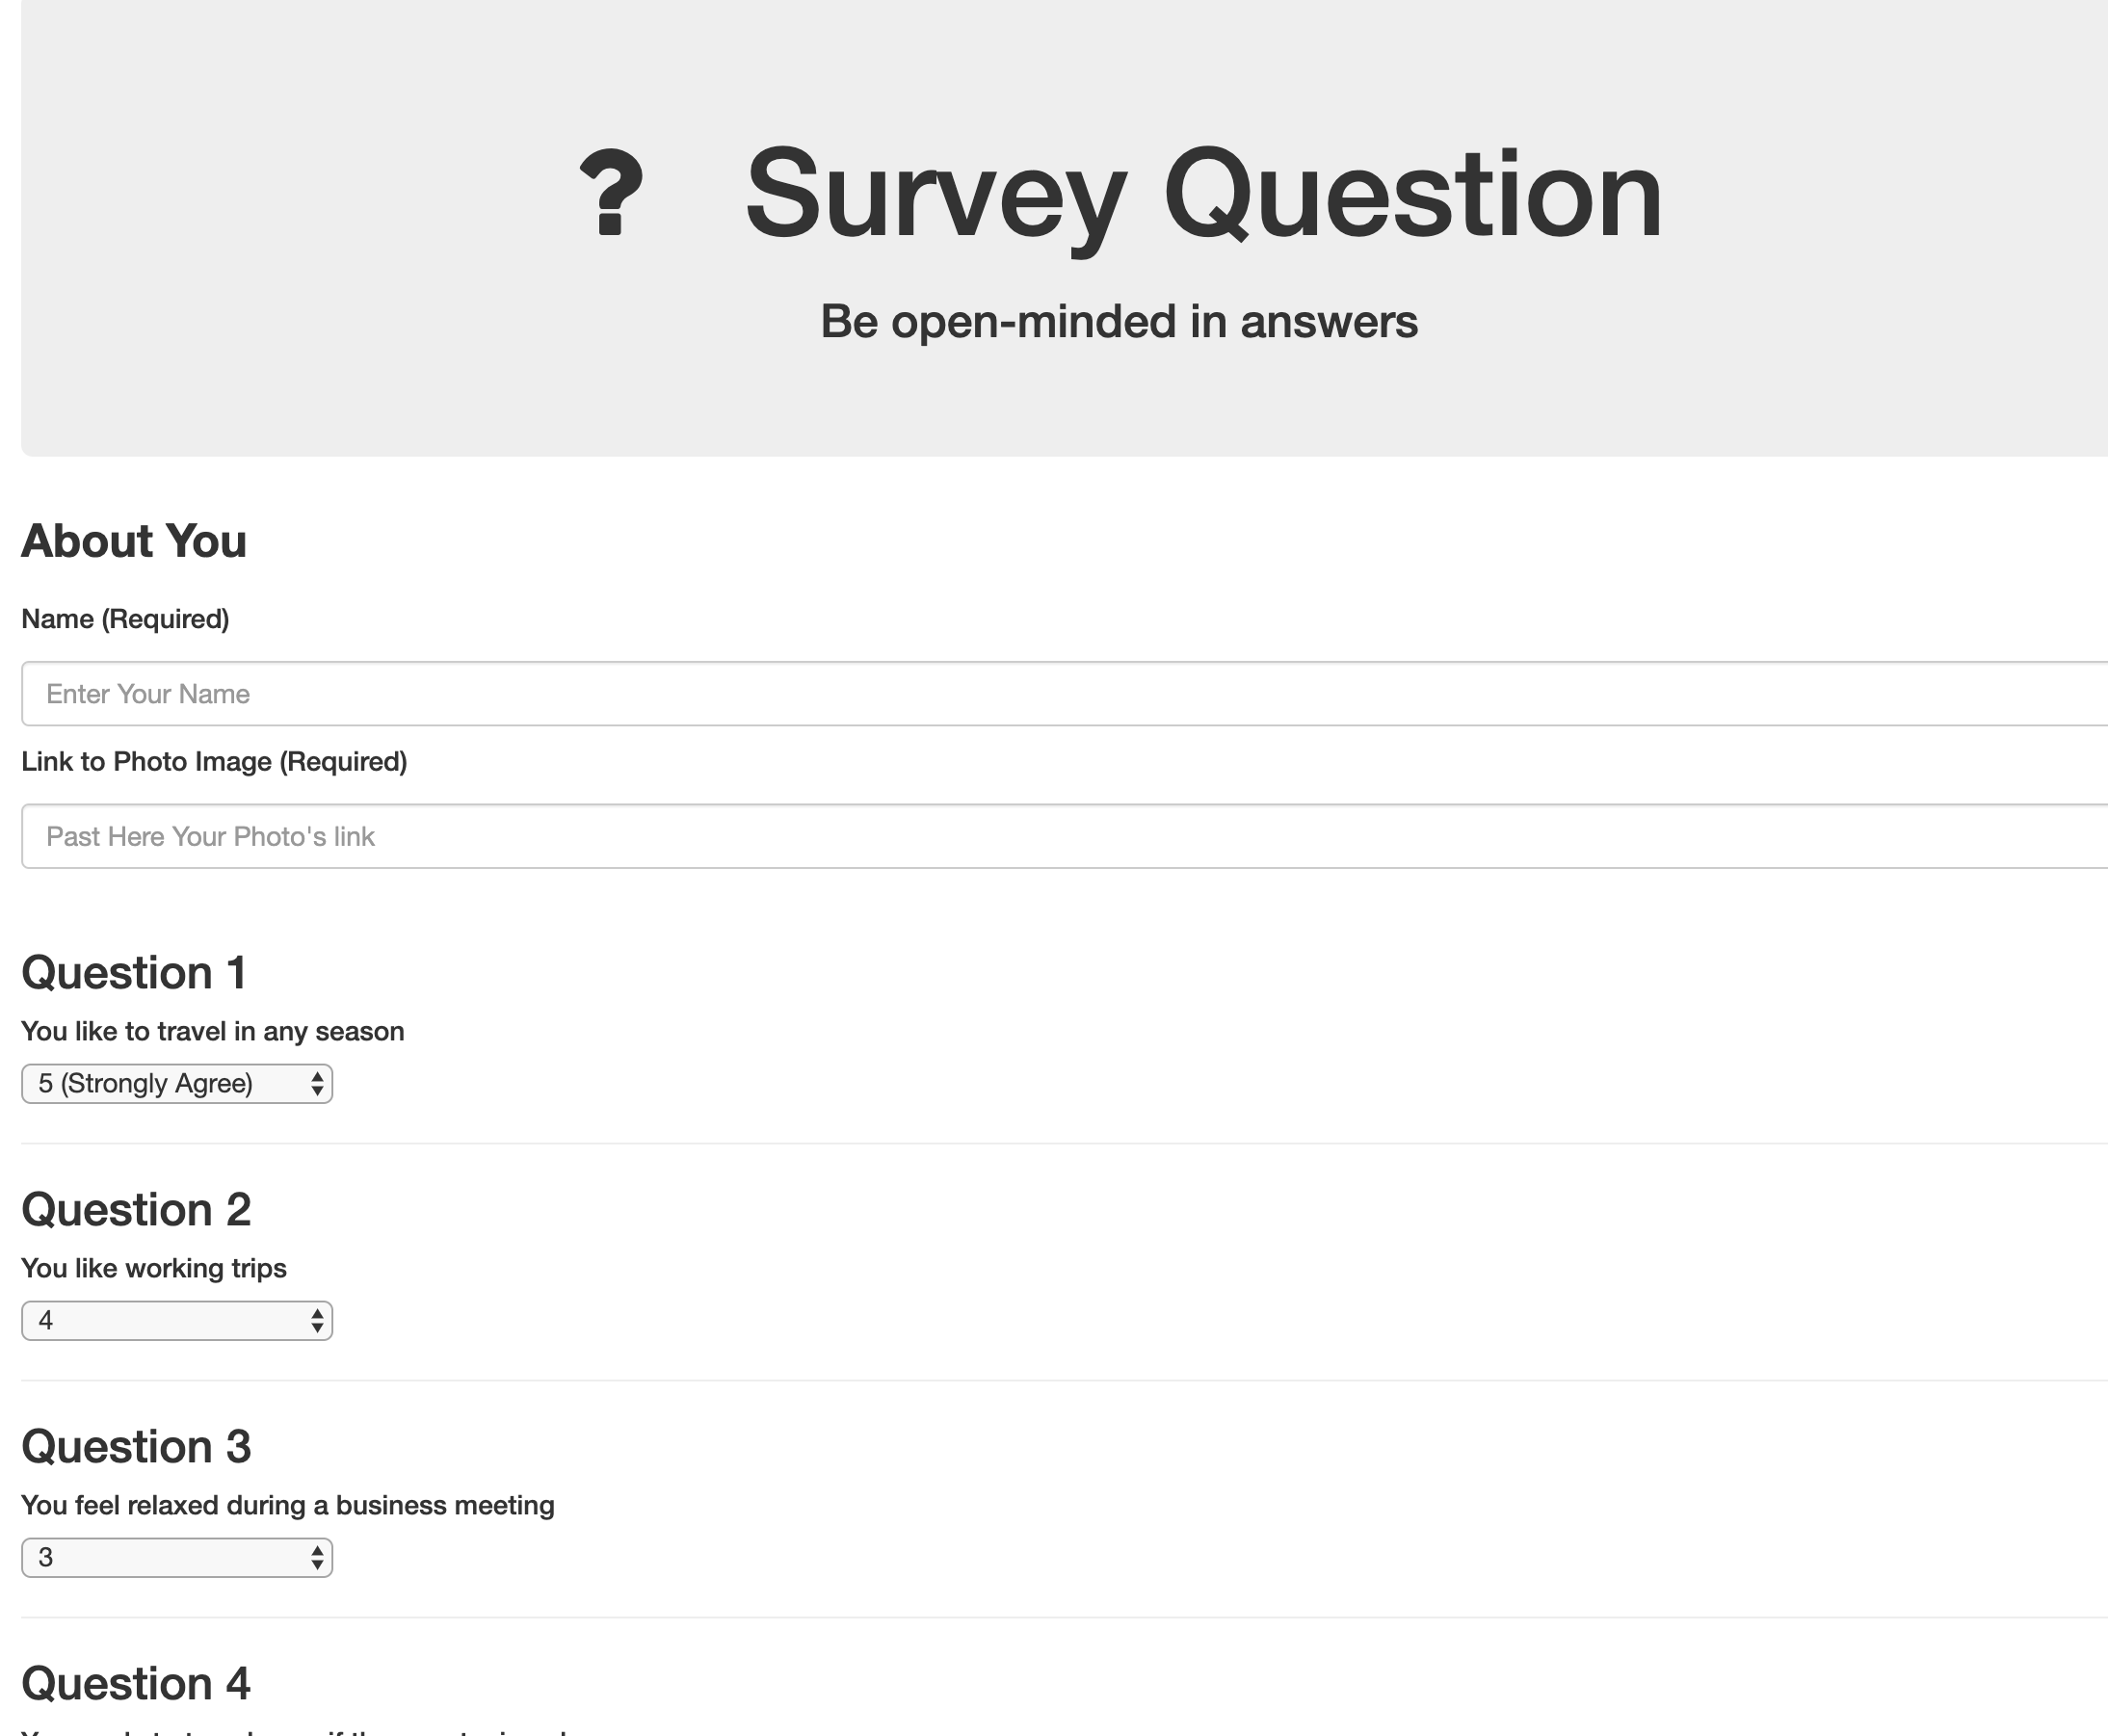 ? Survey Question
Be open-minded in answers
About You
Name (Required)
Enter Your Name
Link to Photo Image (Required)
Past Here Your Photo's link
Question 1
You like to travel in any season
5 (Strongly Agree)
Question 2
You like working trips
4
Question 3
You feel relaxed during a business meeting
3
Question 4